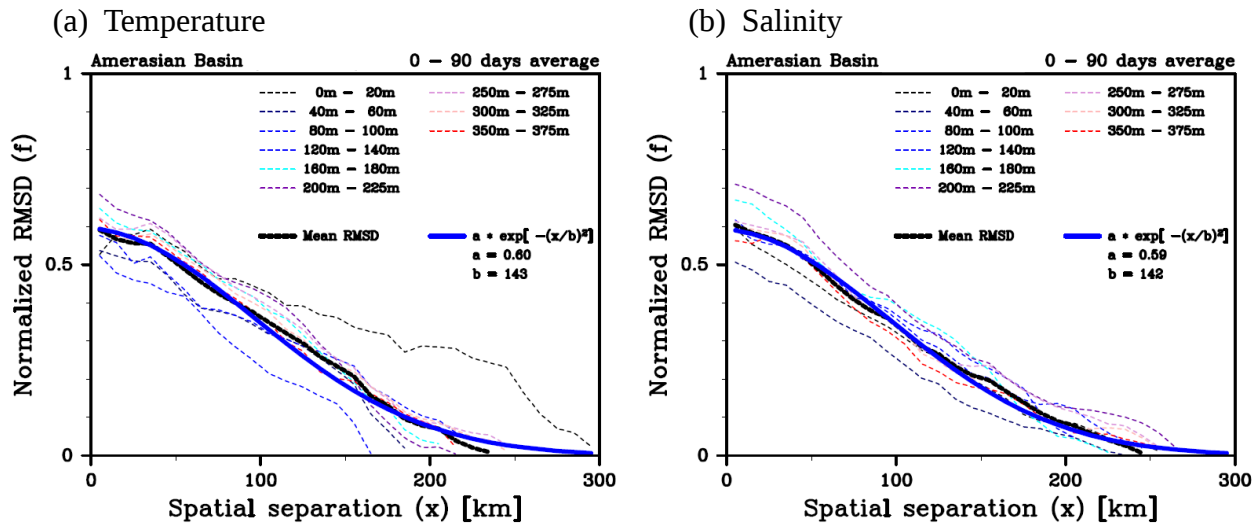 (a) Temperature
Amerasian Basin 0 – 90 days average
1
0m – 20m 250m – 275m
40m – 60m 300m – 325m
80m – 100m 350m – 375m
120m – 140m
160m – 180m
200m – 225m
Mean RMSD a * exp[ -(x/b)²]
a = 0.60
b = 143
0.5
0
Normalized RMSD (f)
0 100 200 300
Spatial separation (x) [km]
(b) Salinity
Amerasian Basin 0 – 90 days average
1
0m – 20m 250m – 275m
40m – 60m 300m – 325m
80m – 100m 350m – 375m
120m – 140m
160m – 180m
200m – 225m
Mean RMSD a * exp[ -(x/b)²]
a = 0.59
b = 142
0.5
0
Normalized RMSD (f)
0 100 200 300
Spatial separation (x) [km]